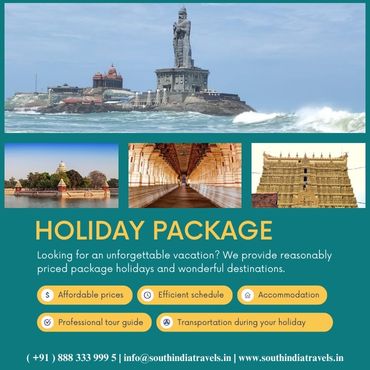 HOLIDAY PACKAGE
Looking for an unforgettable vacation? We provide reasonably
priced package holidays and wonderful destinations.
$ Affordable prices
Efficient schedule
Accommodation
Professional tour guide
Transportation during your holiday
( +91 ) 888 333 999 5 | info@southindiatravels.in | www.southindiatravels.in